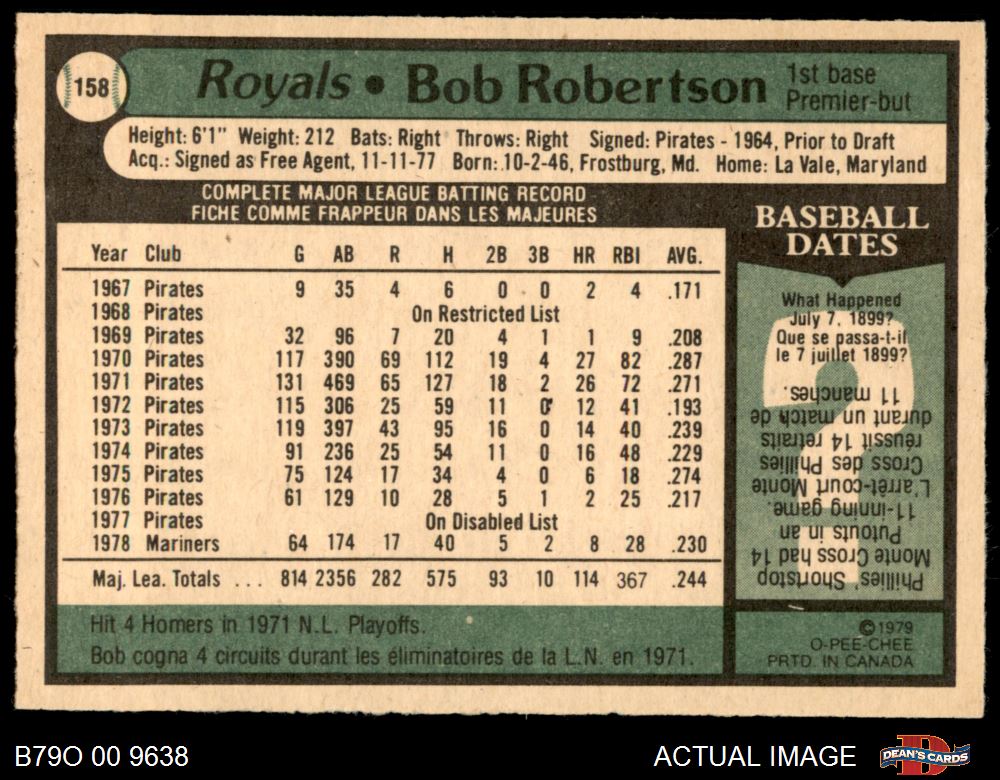 158
Royals • Bob Robertson
1st base
Premier-but
Height: 6'1" Weight: 212 Bats: Right Throws: Right Signed: Pirates - 1964, Prior to Draft
Acq.: Signed as Free Agent, 11-11-77 Born: 10-2-46, Frostburg, Md. Home: La Vale, Maryland
COMPLETE MAJOR LEAGUE BATTING RECORD
FICHE COMME FRAPPEUR DANS LES MAJEURES
Year Club G AB R H 2B 3B HR RBI AVG.
1967 Pirates 9 35 4 6 0 0 2 4 .171
1968 Pirates On Restricted List
1969 Pirates 32 96 7 20 4 1 1 9 .208
1970 Pirates 117 390 69 112 19 4 27 82 .287
1971 Pirates 131 469 65 127 18 2 26 72 .271
1972 Pirates 115 306 25 59 11 0 12 41 .193
1973 Pirates 119 397 43 95 16 0 14 40 .239
1974 Pirates 91 236 25 54 11 0 16 48 .229
1975 Pirates 75 124 17 34 4 0 6 18 .274
1976 Pirates 61 129 10 28 5 1 2 25 .217
1977 Pirates On Disabled List
1978 Mariners 64 174 17 40 5 2 8 28 .230
Maj. Lea. Totals ... 814 2356 282 575 93 10 114 367 .244
Hit 4 Homers in 1971 N.L. Playoffs.
Bob cogna 4 circuits durant les éliminatoires de la L.N. en 1971.
BASEBALL
DATES
What Happened
July 7, 1899?
Que se passa-t-il
le 7 juillet 1899?
Phillies' Shortstop
Monte Cross had 14
Putouts in an
11-inning game.
L'arrêt-court Monte
Cross des Phillies
réussit 14 retraits
durant un match de
11 manches.
©1979
O-PEE-CHEE
PRTD. IN CANADA
B79O 00 9638
ACTUAL IMAGE
DEAN'S CARDS